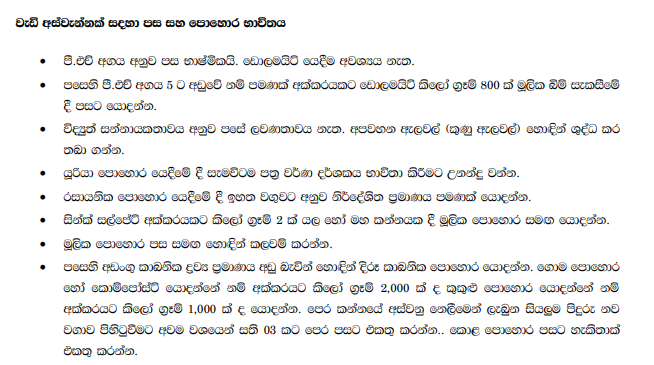 වැඩි අස්වැන්නක් සදහා පස සහ පොහොර භාවිතය
• පී.එච් අගය අනුව පස භාෂ්මිකයි. ඩොලමයිට් යෙදීම අවශ්‍යය නැත.
• පසෙහි පී.එච් අගය 5 ට අඩුවේ නම් පමණක් අක්කරයකට ඩොලමයිට් කිලෝ ග්‍රෑම් 800 ක් මූලික බිම් සැකසීමේ
දී පසට යොදන්න.
• විද්‍යුත් සන්නායකතාවය අනුව පසේ ලවණතාවය නැත. අපවහන ඇලවල් (කුණු ඇලවල්) හොඳින් ශුද්ධ කර
තබා ගන්න.
• යූරියා පොහොර යෙදීමේ දී සැමවිටම පත්‍ර වර්ණ දර්ශකය භාවිතා කිරීමට උනන්දු වන්න.
• රසායනික පොහොර යෙදීමේ දී ඉහත වගුවට අනුව නිර්දේශිත ප්‍රමාණය පමණක් යොදන්න.
• සින්ක් සල්පේට් අක්කරයකට කිලෝ ග්‍රෑම් 2 ක් යල හෝ මහ කන්නයක දී මූලික පොහොර සමඟ යොදන්න.
• මූලික පොහොර පස සමඟ හොඳින් කලවම් කරන්න.
• පසෙහි අඩංගු කාබනික ද්‍රව්‍ය ප්‍රමාණය අඩු බැවින් හොඳින් දිරූ කාබනික පොහොර යොදන්න. ගොම පොහොර
හෝ කොම්පෝස්ට් යොදන්නේ නම් අක්කරයට කිලෝ ග්‍රෑම් 2,000 ක් ද කුකුළු පොහොර යොදන්නේ නම්
අක්කරයට කිලෝ ග්‍රෑම් 1,000 ක් ද යොදන්න. පෙර කන්නයේ අස්වනු නෙලීමෙන් ලැබුන සියලුම පිදුරු නව
වගාව පිහිටුවීමට අවම වශයෙන් සති 03 කට පෙර පසට එකතු කරන්න.. කොළ පොහොර පසට හැකිතාක්
එකතු කරන්න.